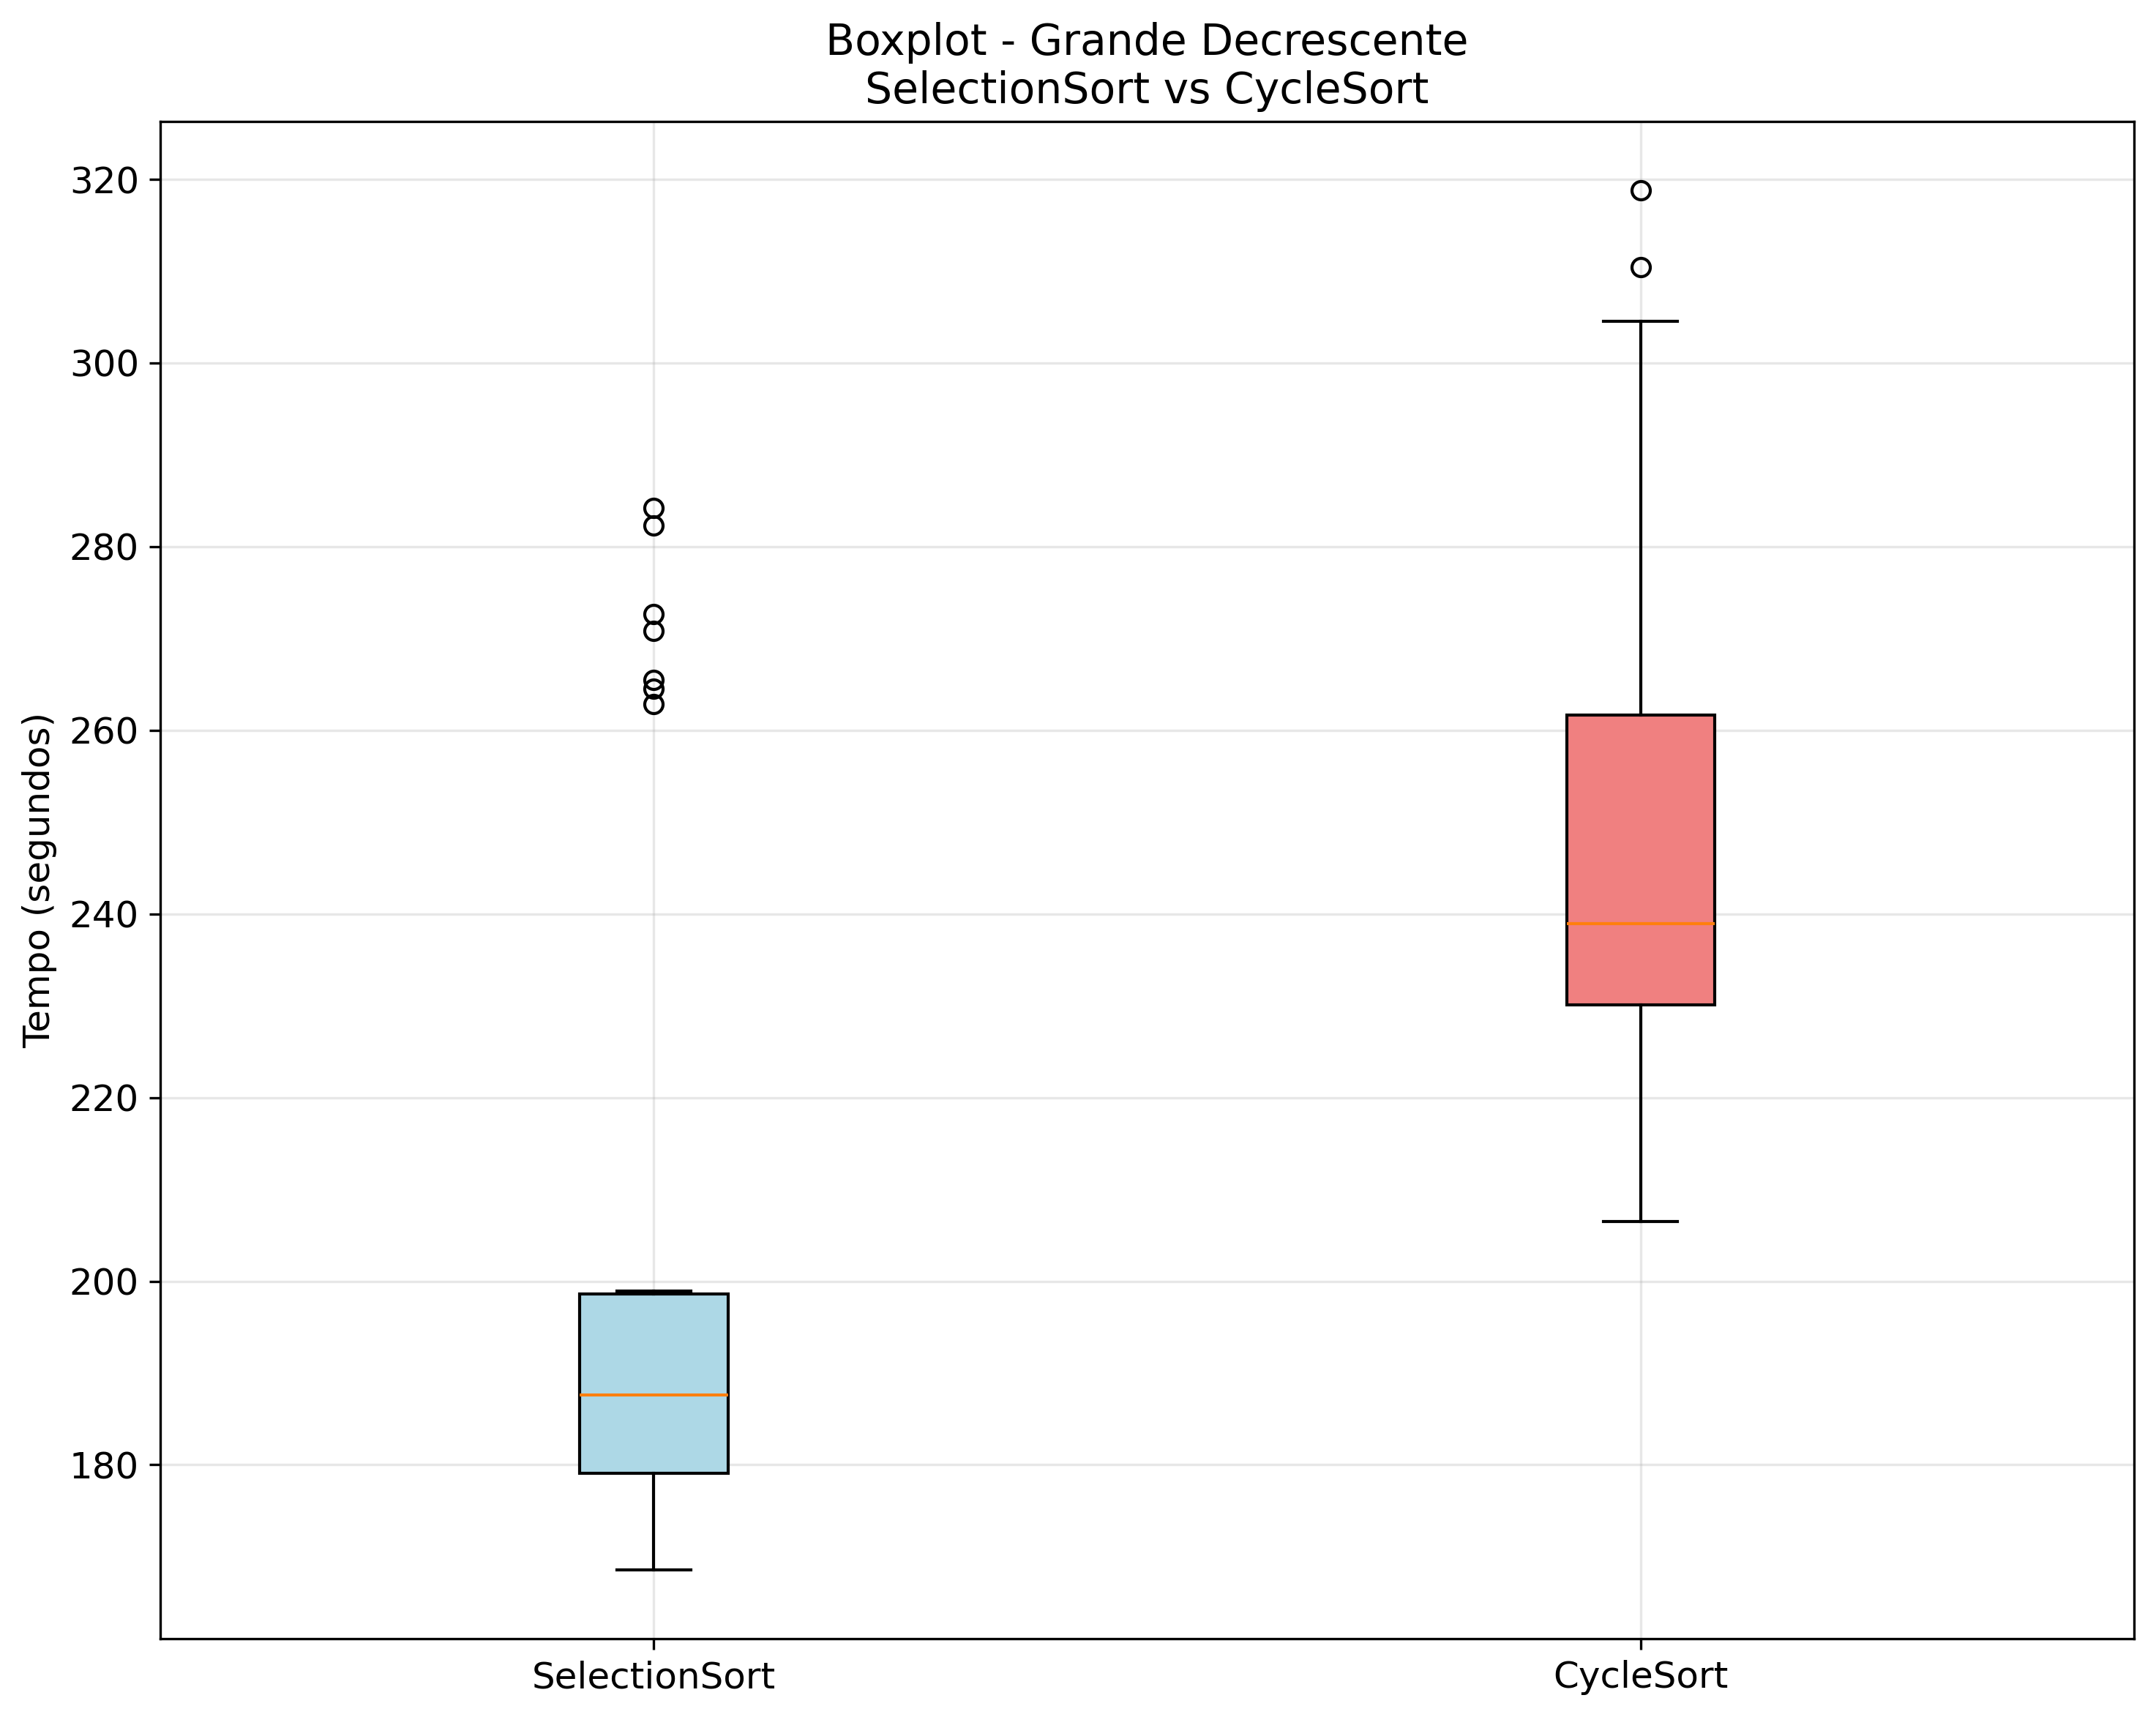 Boxplot - Grande Decrescente
SelectionSort vs CycleSort
Tempo (segundos)
320
300
280
260
240
220
200
180
SelectionSort
CycleSort